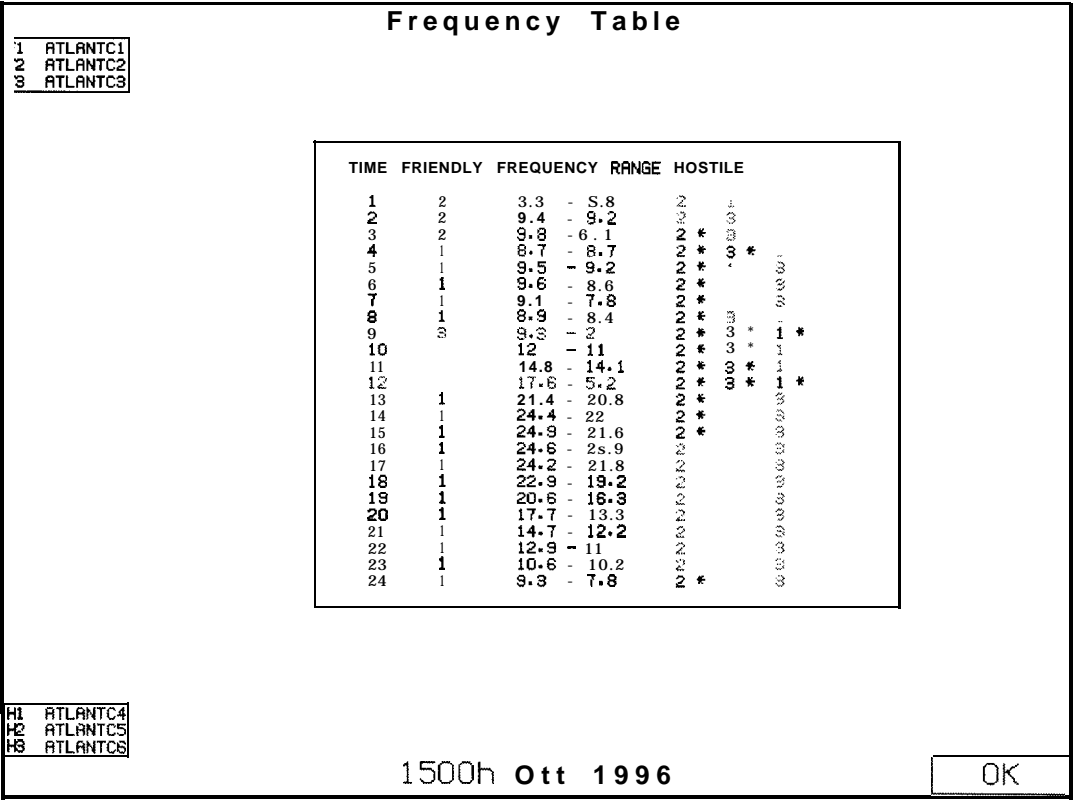 Frequency Table
1 ATLANTC1
2 ATLANTC2
3 ATLANTC3
TIME FRIENDLY FREQUENCY RANGE HOSTILE
1 2 3.3 - S.8 2 1
2 2 9.4 - 9.2 2 3
3 2 9.8 -6.1 2 * 3
4 1 8.7 - 8.7 2 * 3 *
5 1 9.5 - 9.2 2 * 3
6 1 9.6 - 8.6 2 * 3
7 1 9.1 - 7.8 2 * 3
8 1 8.9 - 8.4 2 * 3
9 3 9.3 - 2 2 * 3 * 1 *
10 12 - 11 2 * 3 * 1
11 14.8 - 14.1 2 * 3 * 1
12 17.6 - 5.2 2 * 3 * 1 *
13 1 21.4 - 20.8 2 * 3
14 1 24.4 - 22 2 * 3
15 1 24.9 - 21.6 2 * 3
16 1 24.6 - 2s.9 2 3
17 1 24.2 - 21.8 2 3
18 1 22.9 - 19.2 2 3
19 1 20.6 - 16.3 2 3
20 1 17.7 - 13.3 2 3
21 1 14.7 - 12.2 2 3
22 1 12.9 - 11 2 3
23 1 10.6 - 10.2 2 3
24 1 9.3 - 7.8 2 * 3
H1 ATLANTC4
H2 ATLANTC5
H3 ATLANTC6
1500h Ott 1996
OK